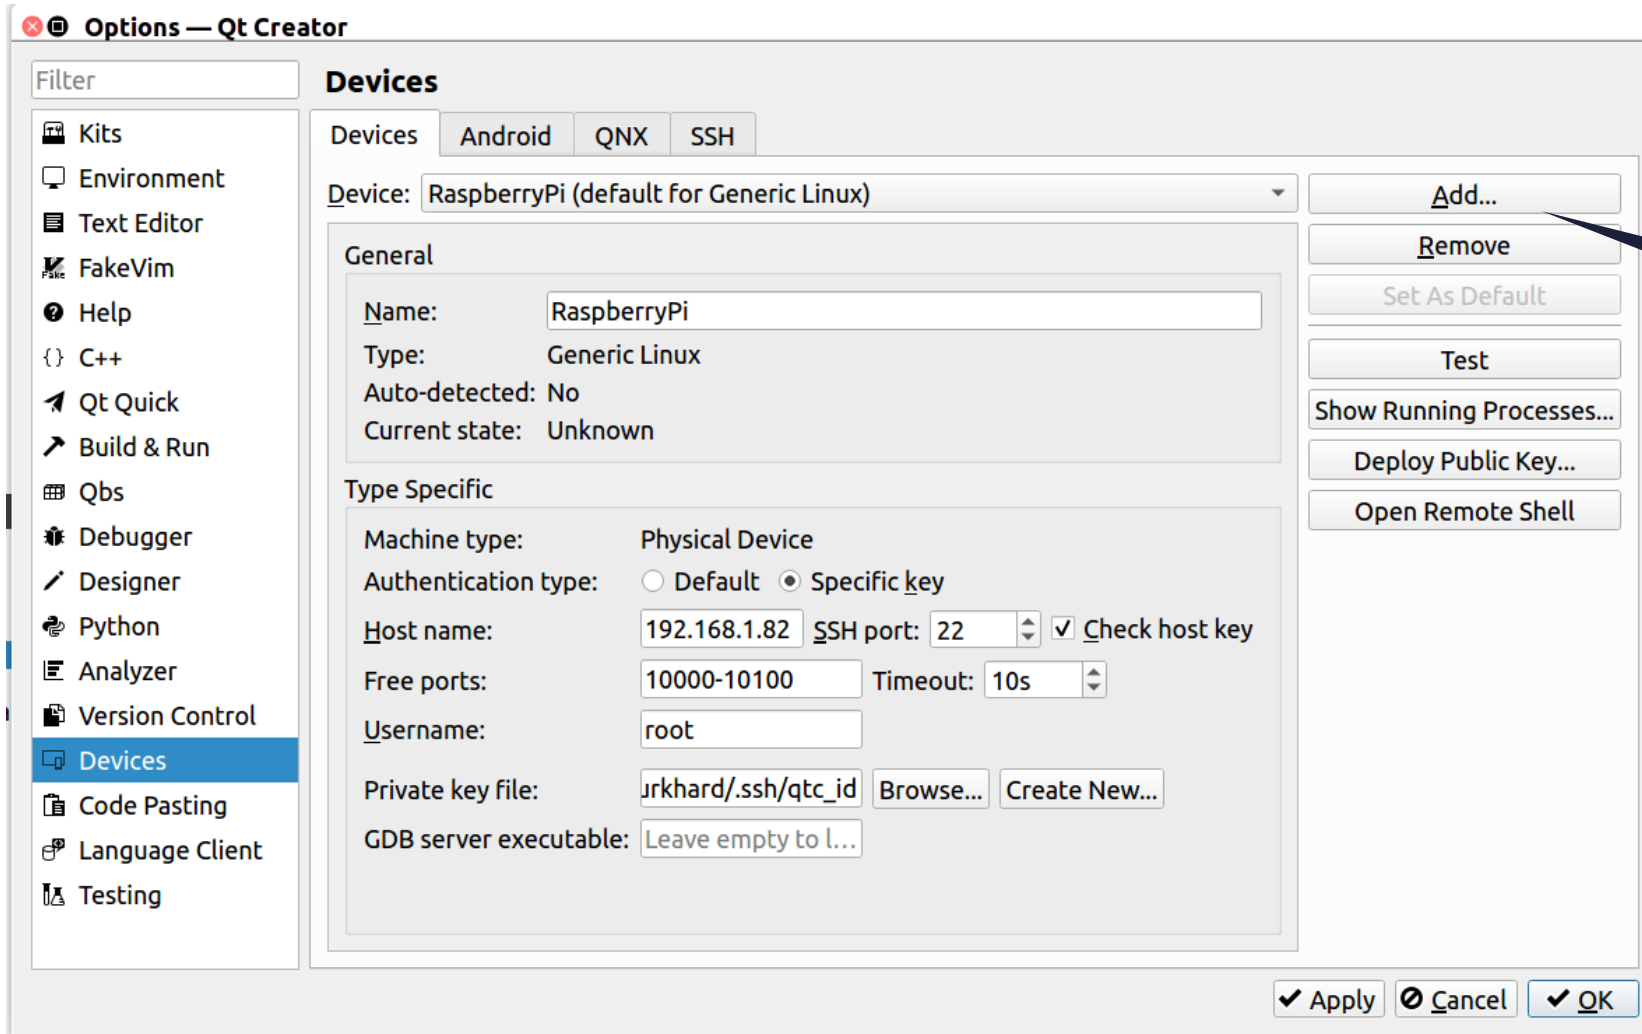 Options — Qt Creator
Filter
Kits
Environment
Text Editor
FakeVim
Help
{} C++
Qt Quick
Build & Run
Qbs
Debugger
Designer
Python
Analyzer
Version Control
Devices
Code Pasting
Language Client
Testing
Devices
Devices Android QNX SSH
Device: RaspberryPi (default for Generic Linux)
General
Name: RaspberryPi
Type: Generic Linux
Auto-detected: No
Current state: Unknown
Type Specific
Machine type: Physical Device
Authentication type: Default Specific key
Host name: 192.168.1.82 SSH port: 22 Check host key
Free ports: 10000-10100 Timeout: 10s
Username: root
Private key file: urkhard/.ssh/qtc_id Browse... Create New...
GDB server executable: Leave empty to l...
Add...
Remove
Set As Default
Test
Show Running Processes...
Deploy Public Key...
Open Remote Shell
Apply Cancel OK